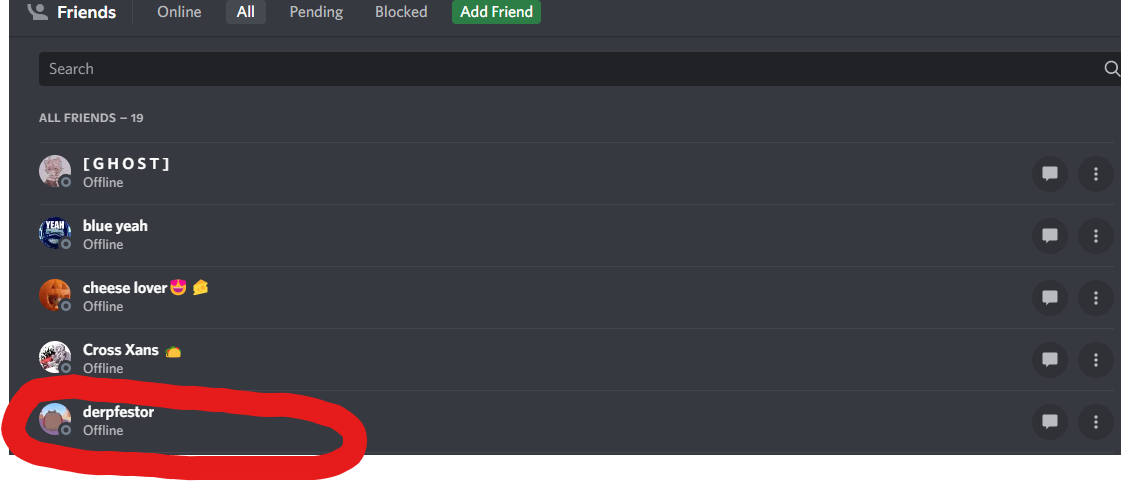 Friends Online All Pending Blocked Add Friend
Search
ALL FRIENDS – 19
[ G H O S T ]
Offline
YEAH
blue yeah
Offline
cheese lover😍 🧀
Offline
Cross Xans 🌮
Offline
derpfestor
Offline